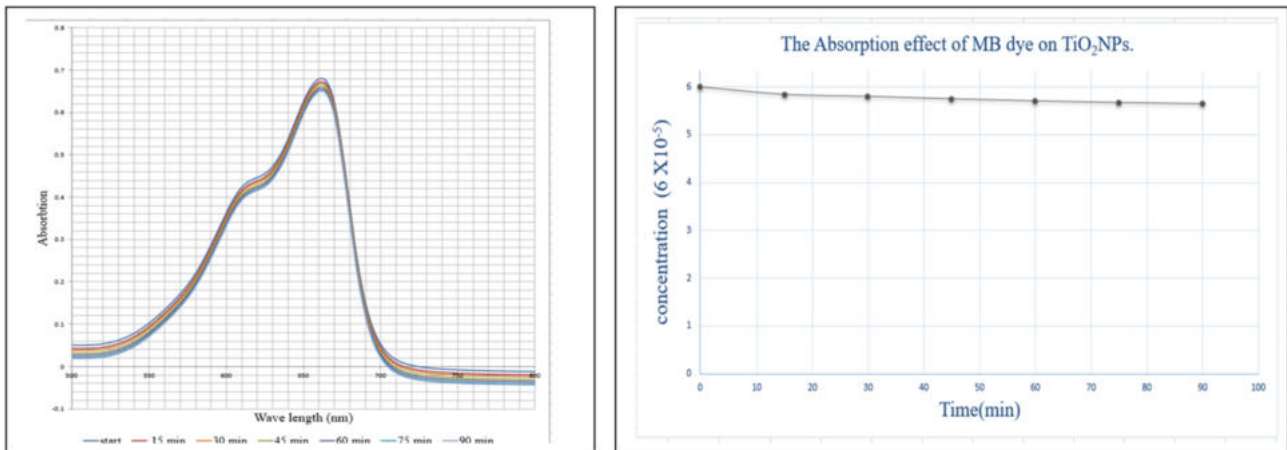 0.8
0.7
0.6
0.5
0.4
0.3
0.2
0.1
0
-0.1
Absorbtion
500 550 600 650 700 750 800
Wave length (nm)
start 15 min 30 min 45 min 60 min 75 min 90 min
The Absorption effect of MB dye on TiO₂NPs.
6
5
4
3
2
1
0
concentration (6 X10⁻⁵)
0 10 20 30 40 50 60 70 80 90 100
Time(min)